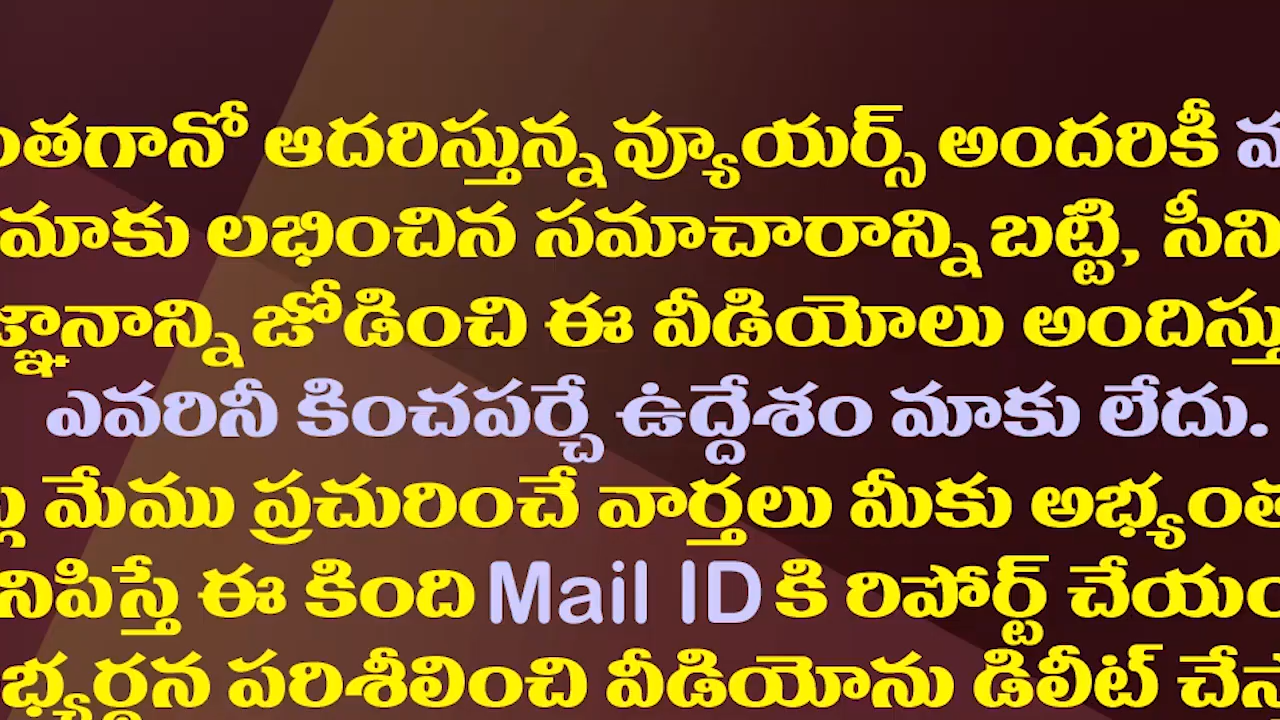 ంతగానో ఆదరిస్తున్న వ్యూయర్స్ అందరికీ
మాకు లభించిన సమాచారాన్ని బట్టి, సీని
జ్ఞానాన్ని జోడించి ఈ వీడియోలు అందిస్తు
ఎవరినీ కించపర్చే ఉద్దేశం మాకు లేదు.
మేము ప్రచురించే వార్తలు మీకు అభ్యంత
నిపిస్తే ఈ కింది Mail ID కి రిపోర్ట్ చేయం
భ్యర్థన పరిశీలించి వీడియోను డిలీట్ చేస